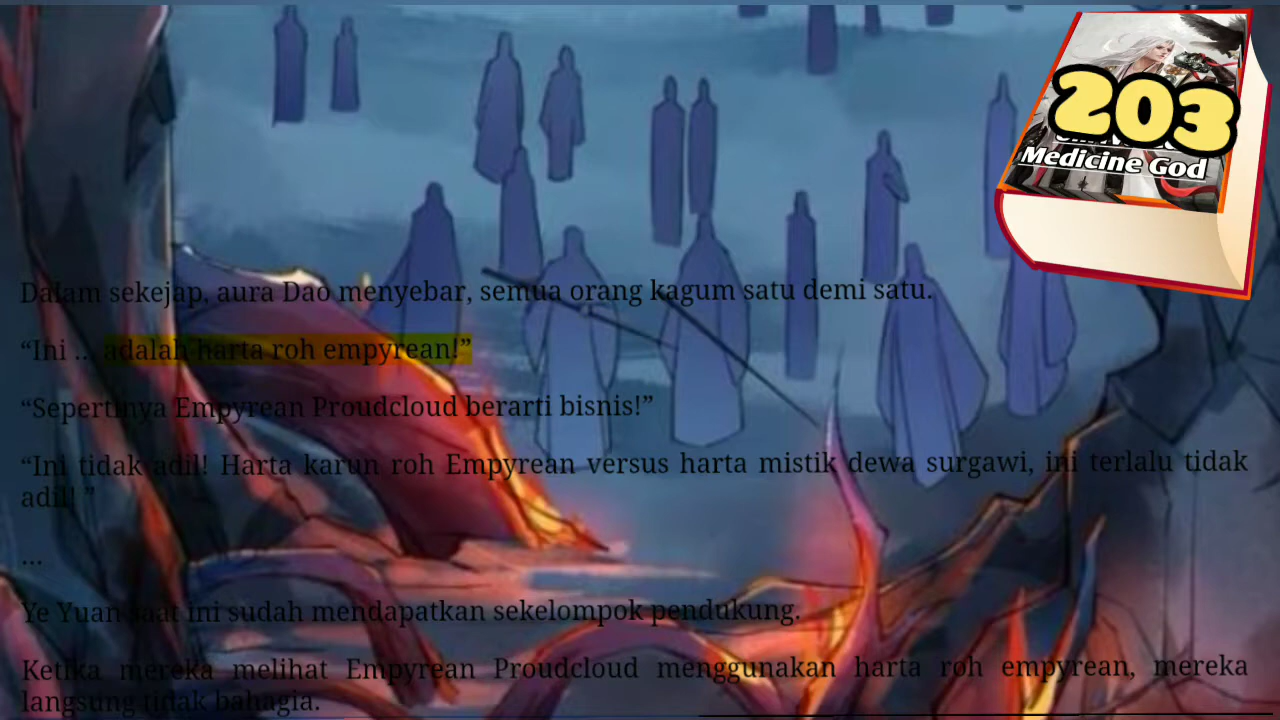 203
Medicine God
Dalam sekejap, aura Dao menyebar, semua orang kagum satu demi satu.
“Ini ... adalah harta roh empyrean!”
“Sepertinya Empyrean Proudcloud berarti bisnis!”
“Ini tidak adil! Harta karun roh Empyrean versus harta mistik dewa surgawi, ini terlalu tidak
adil! ”
...
Ye Yuan saat ini sudah mendapatkan sekelompok pendukung.
Ketika mereka melihat Empyrean Proudcloud menggunakan harta roh empyrean, mereka
langsung tidak bahagia.